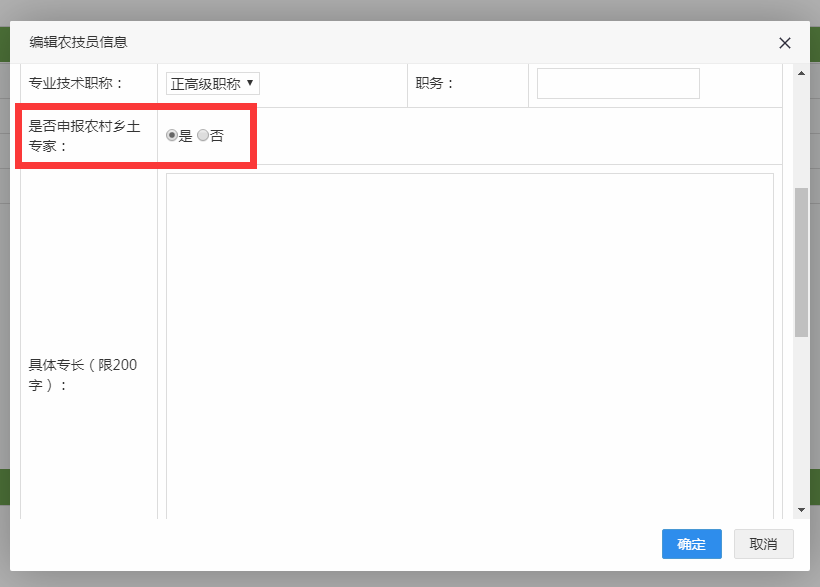 编辑农技员信息
专业技术职称：
正高级职称
职务：
是否申报农村乡土
专家：
是 否
具体专长（限200
字）：
确定 取消